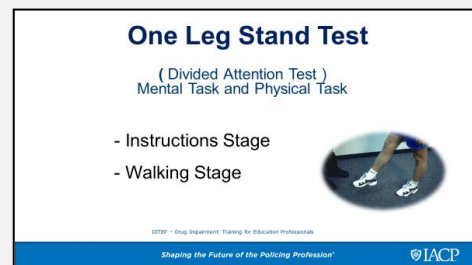 One Leg Stand Test
( Divided Attention Test )
Mental Task and Physical Task
- Instructions Stage
- Walking Stage
DITEP – Drug Impairment Training for Education Professionals
Shaping the Future of the Policing Profession®
IACP